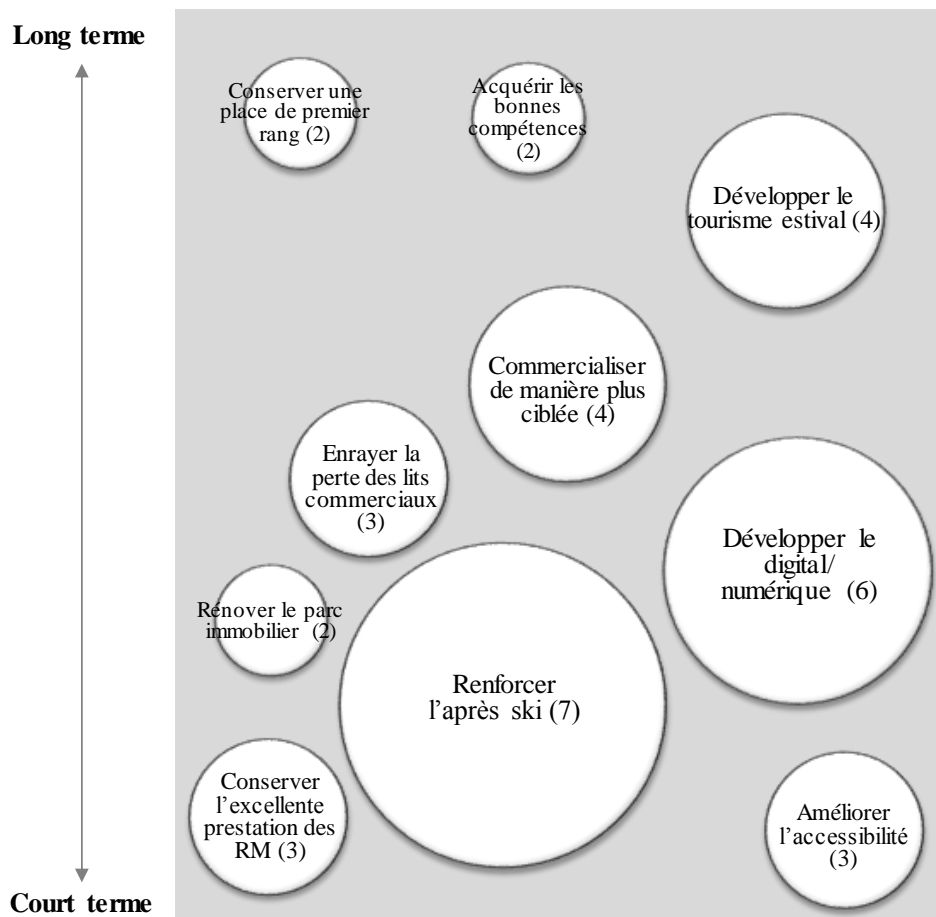 Long terme
Conserver une
place de premier
rang (2)
Acquérir les
bonnes
compétences
(2)
Développer le
tourisme estival (4)
Commercialiser
de manière plus
ciblée (4)
Enrayer la
perte des lits
commerciaux
(3)
Développer le
digital/
numérique (6)
Rénover le parc
immobilier (2)
Renforcer
l’après ski (7)
Conserver
l’excellente
prestation des
RM (3)
Améliorer
l’accessibilité
(3)
Court terme